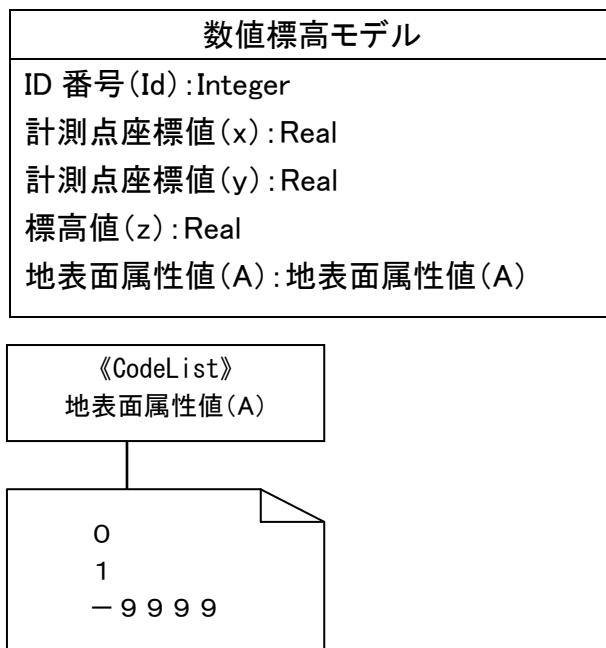 数値標高モデル
ID 番号(Id):Integer
計測点座標値(x):Real
計測点座標値(y):Real
標高値(z):Real
地表面属性値(A):地表面属性値(A)
《CodeList》
地表面属性値(A)
0
1
-9999